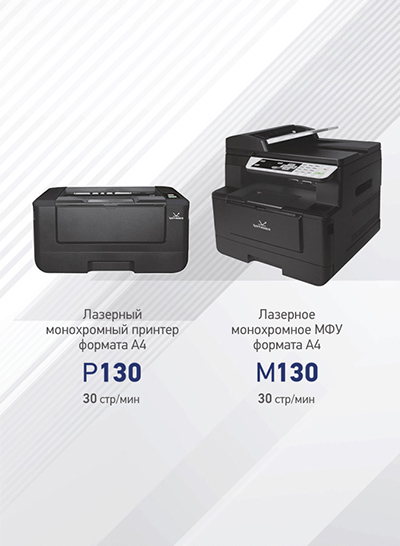 Лазерный
монохромный принтер
формата А4
P130
30 стр/мин
Лазерное
монохромное МФУ
формата А4
M130
30 стр/мин